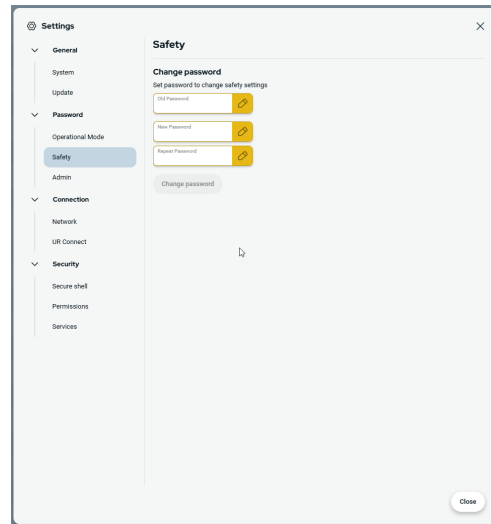 Settings
General
System
Update
Password
Operational Mode
Safety
Admin
Connection
Network
UR Connect
Security
Secure shell
Permissions
Services
Safety
Change password
Set password to change safety settings
Old Password
New Password
Repeat Password
Change password
Close